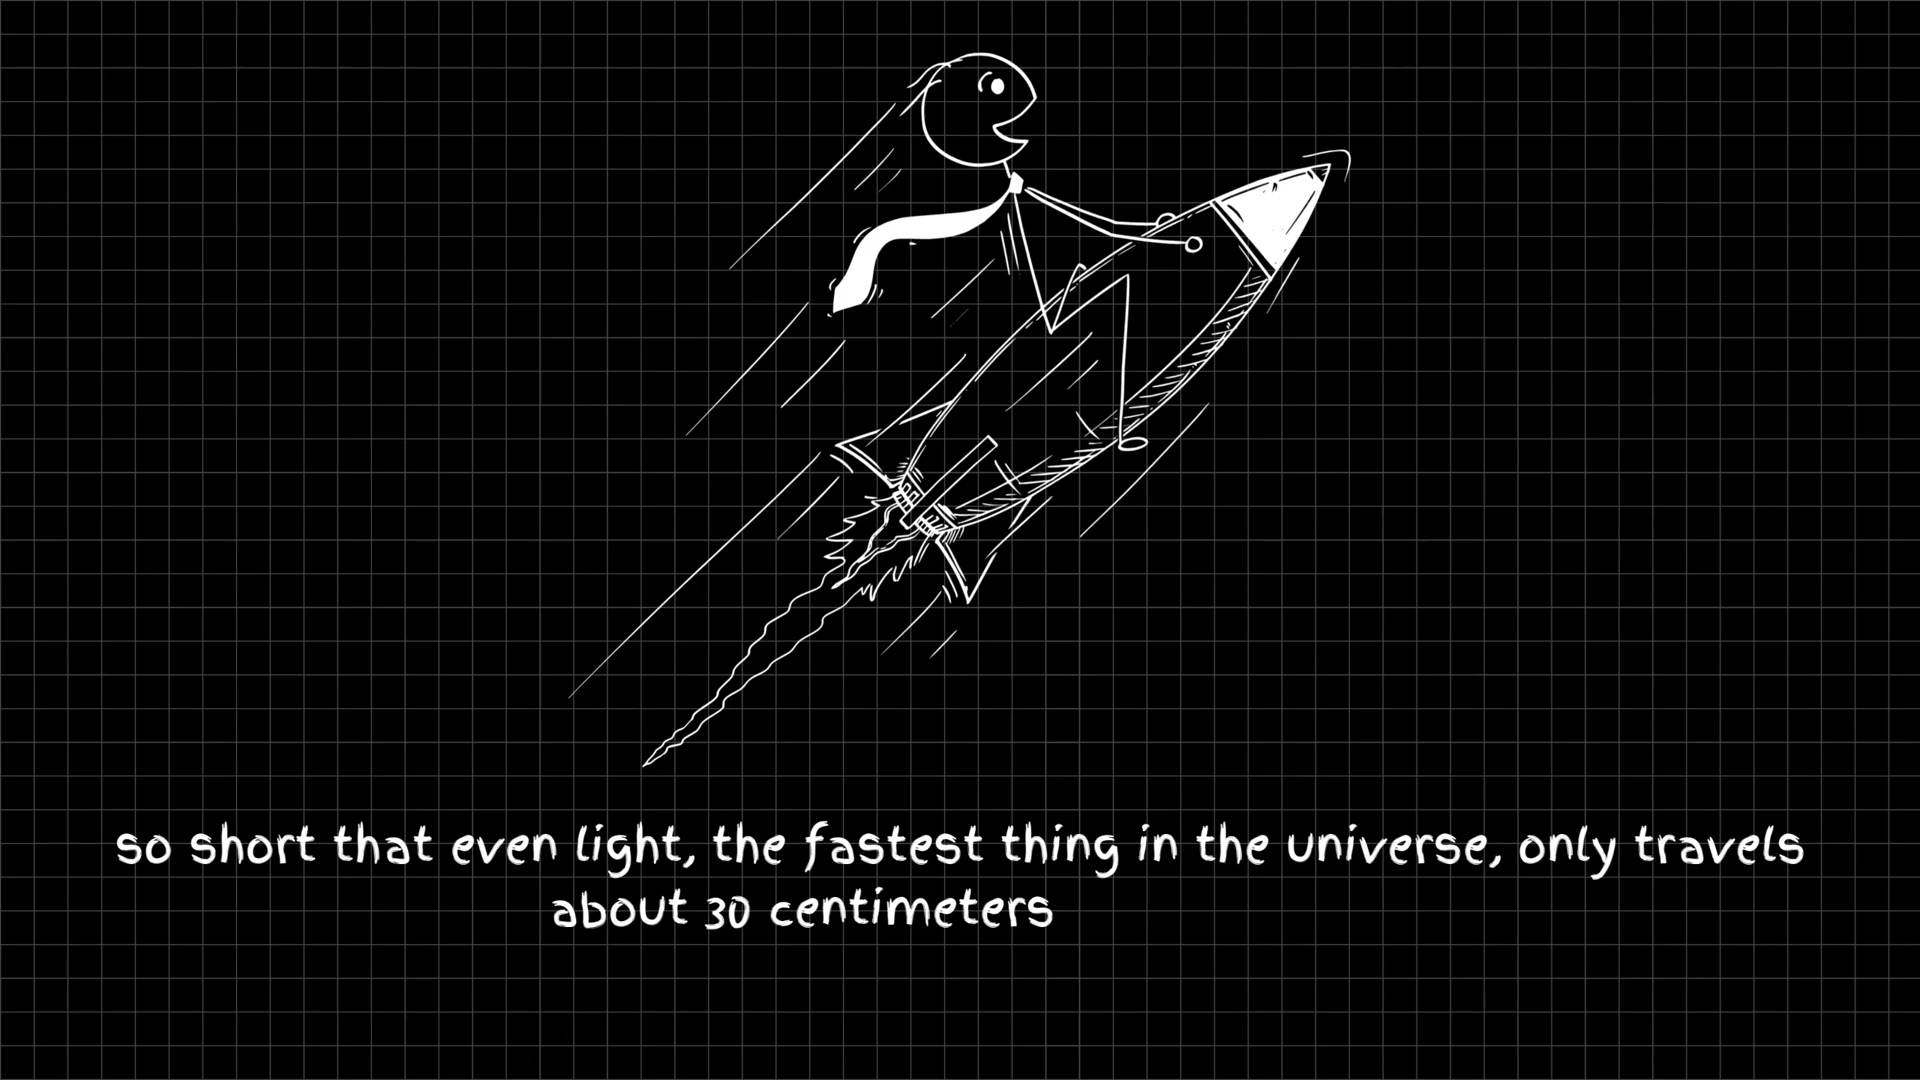 so short that even light, the fastest thing in the universe, only travels
about 30 centimeters